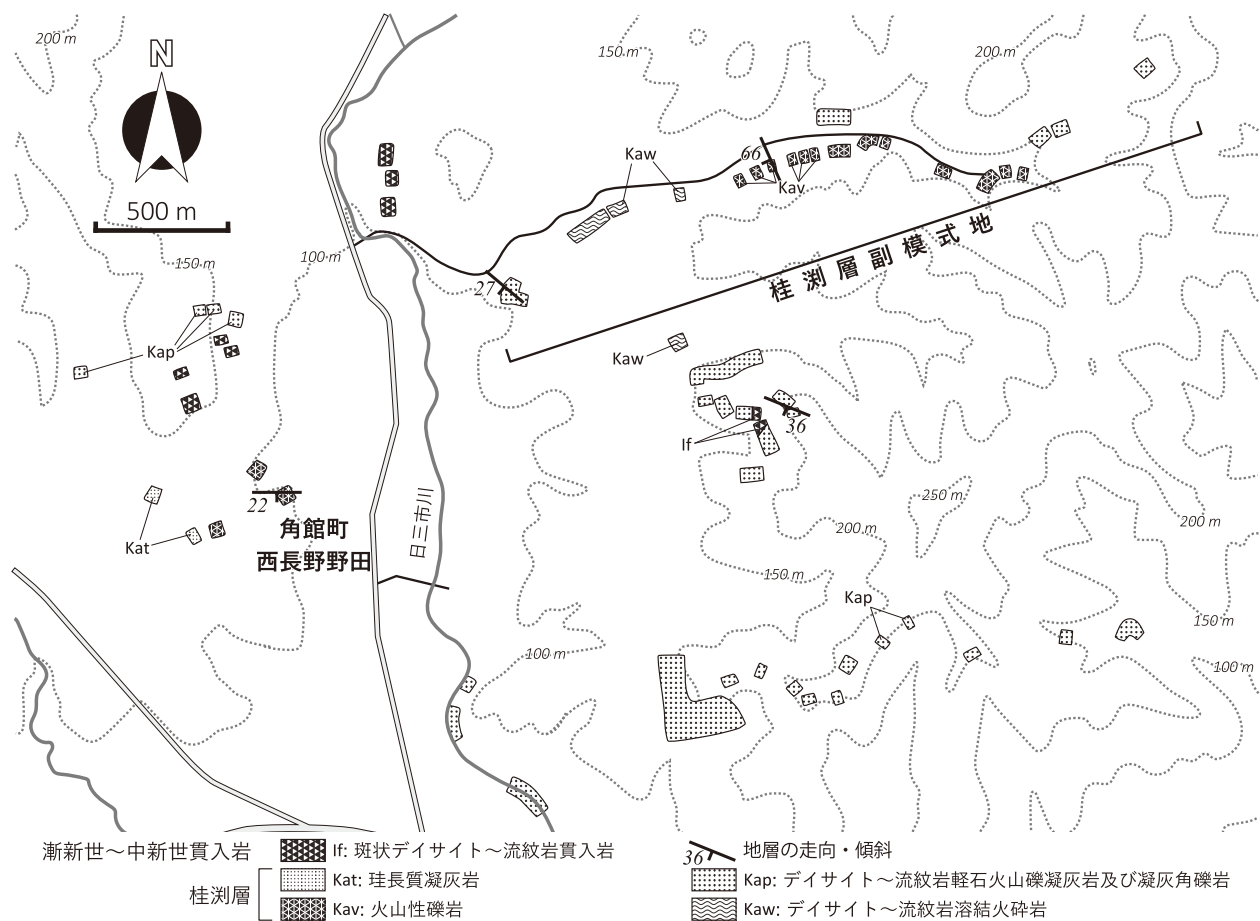 200 m
150 m
200 m
N
500 m
66
Kaw
Kav
150 m
100 m
27
桂渕層副模式地
Kap
Kaw
If
36
22
角館町
西長野野田
日三市川
Kat
250 m
200 m
200 m
150 m
Kap
150 m
100 m
100 m
漸新世～中新世貫入岩
If: 斑状デイサイト～流紋岩貫入岩
桂渕層
Kat: 珪長質凝灰岩
Kav: 火山性礫岩
36
地層の走向・傾斜
Kap: デイサイト～流紋岩軽石火山礫凝灰岩及び凝灰角礫岩
Kaw: デイサイト～流紋岩溶結火砕岩